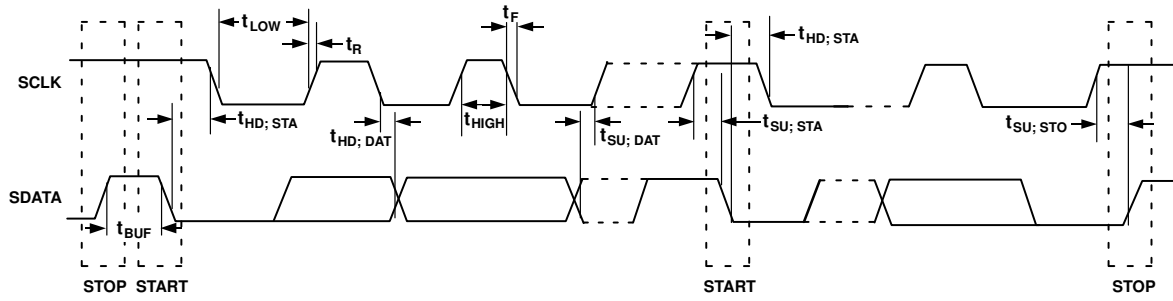 tLOW
tR
tF
tHD; STA
SCLK
tHD; STA
tHD; DAT
tHIGH
tSU; DAT
tSU; STA
tSU; STO
SDATA
tBUF
STOP START
START
STOP